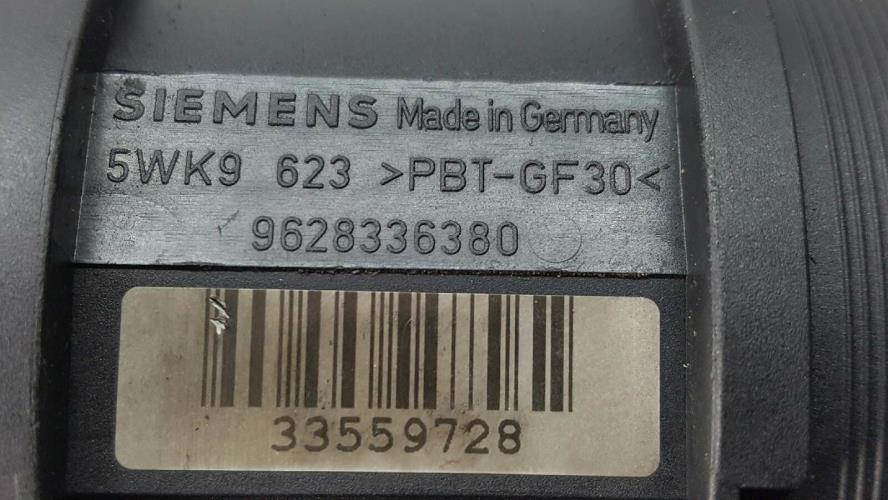 SIEMENS Made in Germany
5WK9 623 >PBT-GF30<
9628336380
33559728